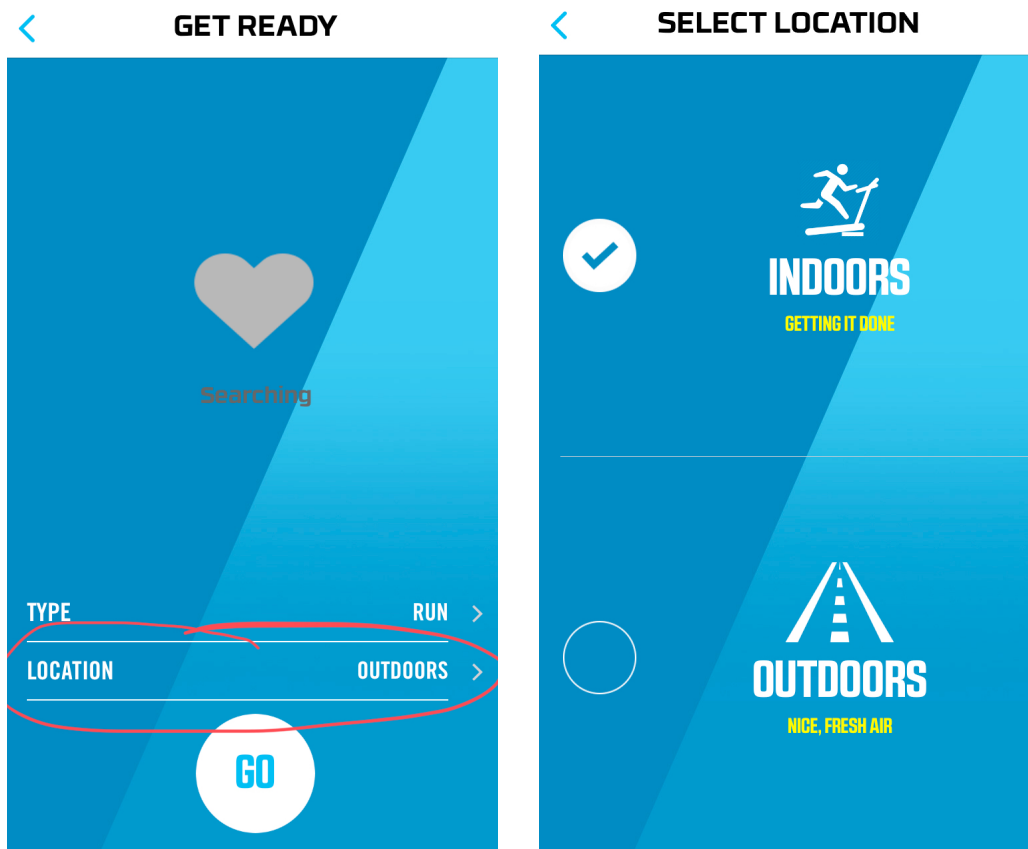 GET READY
Searching
TYPE RUN
LOCATION OUTDOORS
GO
SELECT LOCATION
INDOORS
GETTING IT DONE
OUTDOORS
NICE, FRESH AIR